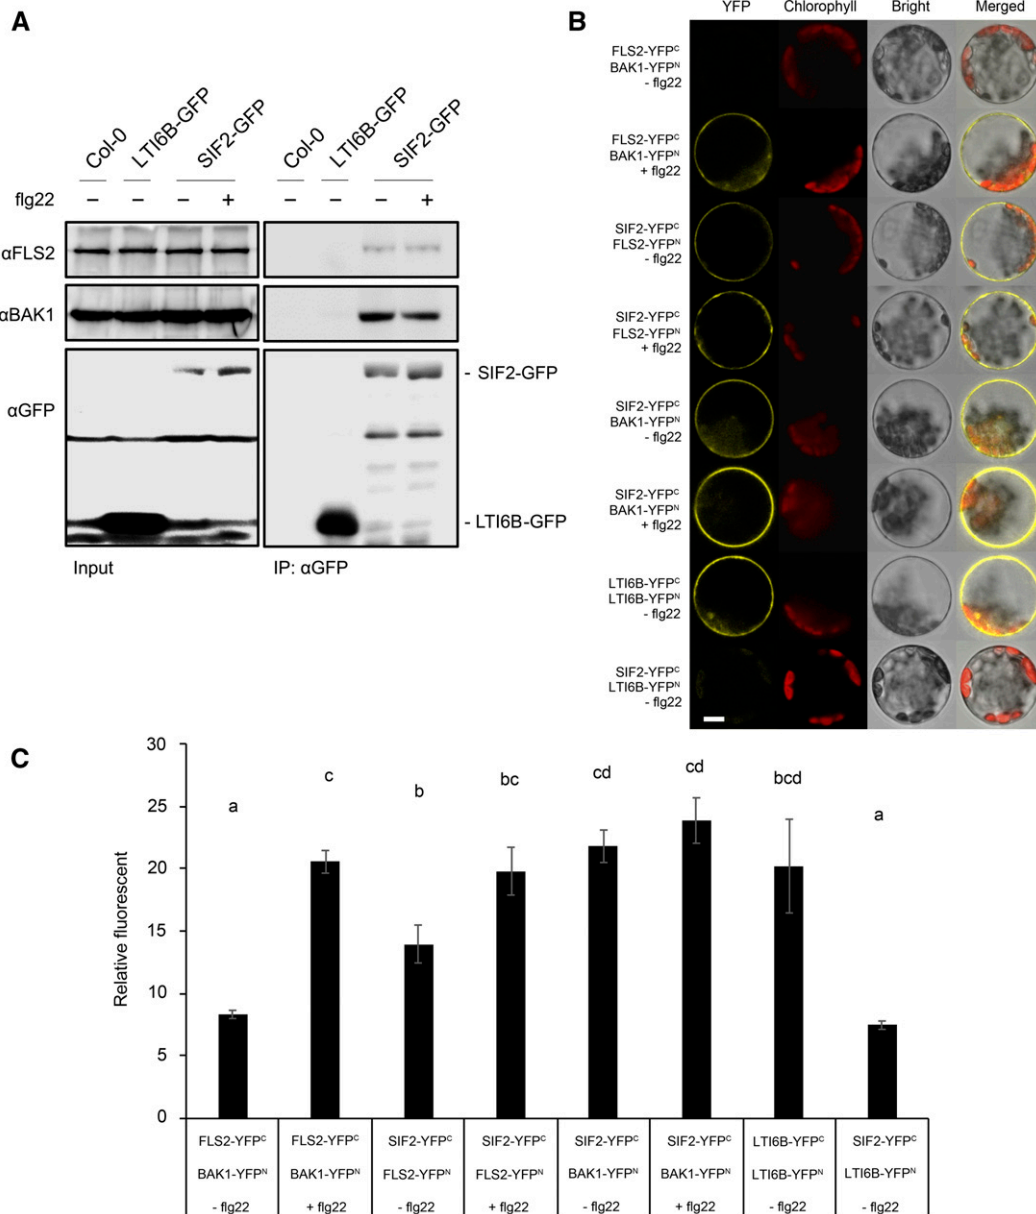 A
Col-0 LTI6B-GFP SIF2-GFP Col-0 LTI6B-GFP SIF2-GFP
flg22 – – – + – – – +
αFLS2
αBAK1
αGFP
- SIF2-GFP
- LTI6B-GFP
Input IP: αGFP
B
YFP Chlorophyll Bright Merged
FLS2-YFPᶜ
BAK1-YFPᴺ
- flg22
FLS2-YFPᶜ
BAK1-YFPᴺ
+ flg22
SIF2-YFPᶜ
FLS2-YFPᴺ
- flg22
SIF2-YFPᶜ
FLS2-YFPᴺ
+ flg22
SIF2-YFPᶜ
BAK1-YFPᴺ
- flg22
SIF2-YFPᶜ
BAK1-YFPᴺ
+ flg22
LTI6B-YFPᶜ
LTI6B-YFPᴺ
- flg22
SIF2-YFPᶜ
LTI6B-YFPᴺ
- flg22
C
Relative fluorescent
30
25
20
15
10
5
0
a c b bc cd cd bcd a
FLS2-YFPᶜ FLS2-YFPᶜ SIF2-YFPᶜ SIF2-YFPᶜ SIF2-YFPᶜ SIF2-YFPᶜ LTI6B-YFPᶜ SIF2-YFPᶜ
BAK1-YFPᴺ BAK1-YFPᴺ FLS2-YFPᴺ FLS2-YFPᴺ BAK1-YFPᴺ BAK1-YFPᴺ LTI6B-YFPᴺ LTI6B-YFPᴺ
- flg22 + flg22 - flg22 + flg22 - flg22 + flg22 - flg22 - flg22